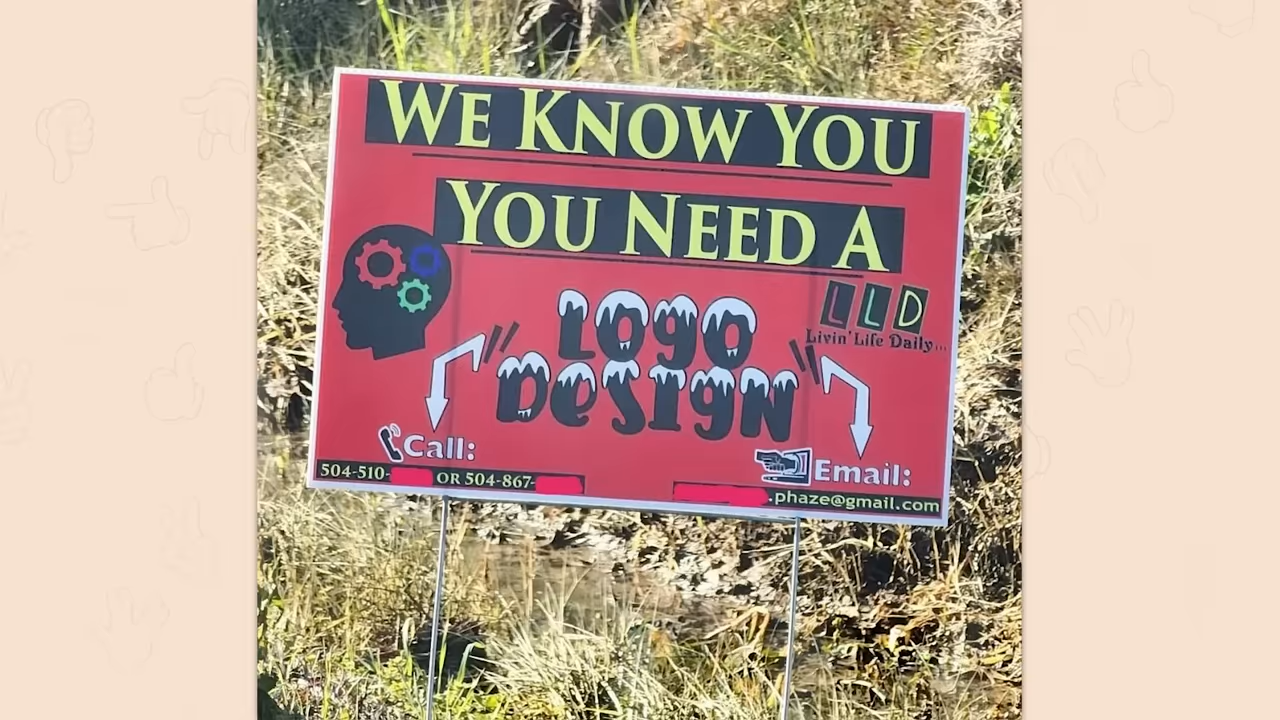 We Know You
You Need A
LLD
Livin' Life Daily...
Logo
Design
Call:
Email:
504-510- OR 504-867-
.phaze@gmail.com